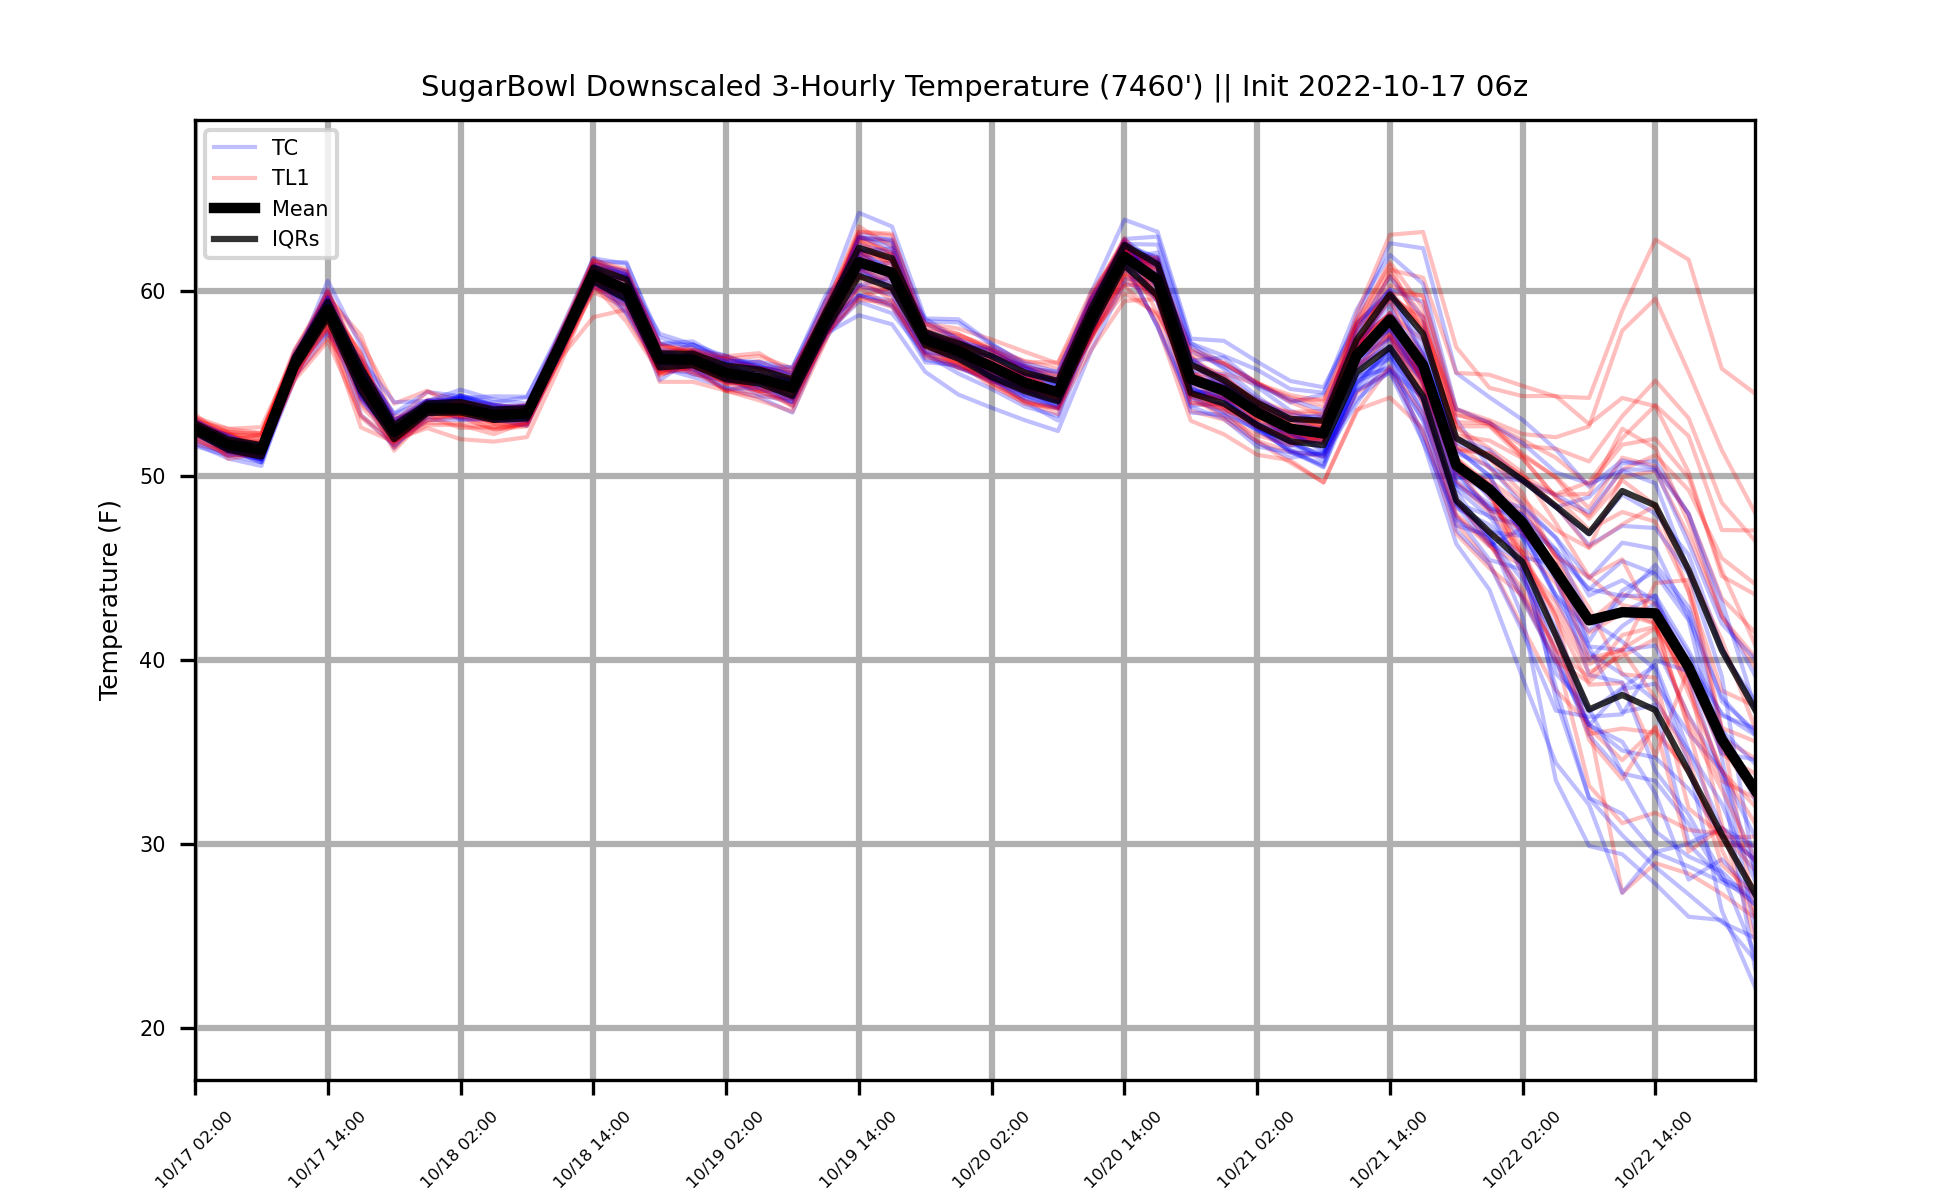 SugarBowl Downscaled 3-Hourly Temperature (7460') || Init 2022-10-17 06z
TC
TL1
Mean
IQRs
Temperature (F)
60
50
40
30
20
10/17 02:00
10/17 14:00
10/18 02:00
10/18 14:00
10/19 02:00
10/19 14:00
10/20 02:00
10/20 14:00
10/21 02:00
10/21 14:00
10/22 02:00
10/22 14:00